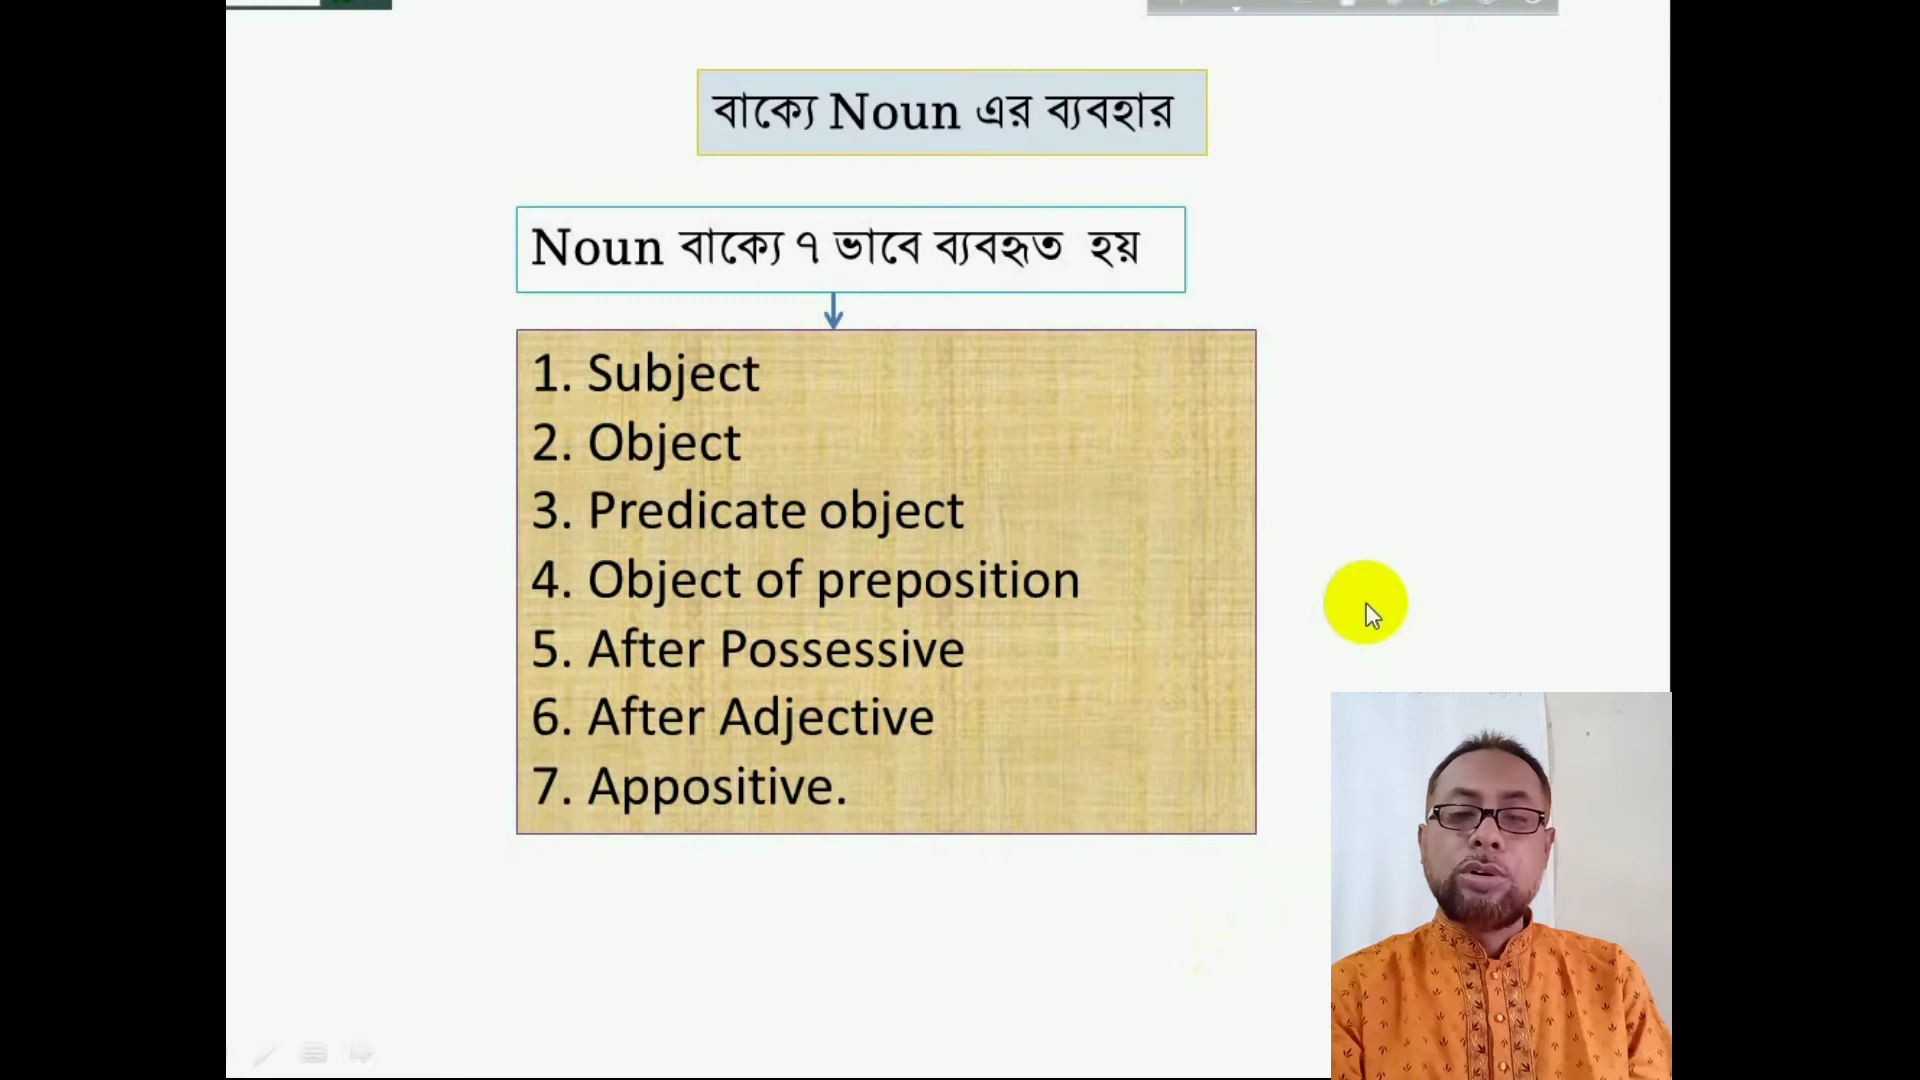 বাক্যে Noun এর ব্যবহার
Noun বাক্যে ৭ ভাবে ব্যবহৃত হয়
1. Subject
2. Object
3. Predicate object
4. Object of preposition
5. After Possessive
6. After Adjective
7. Appositive.